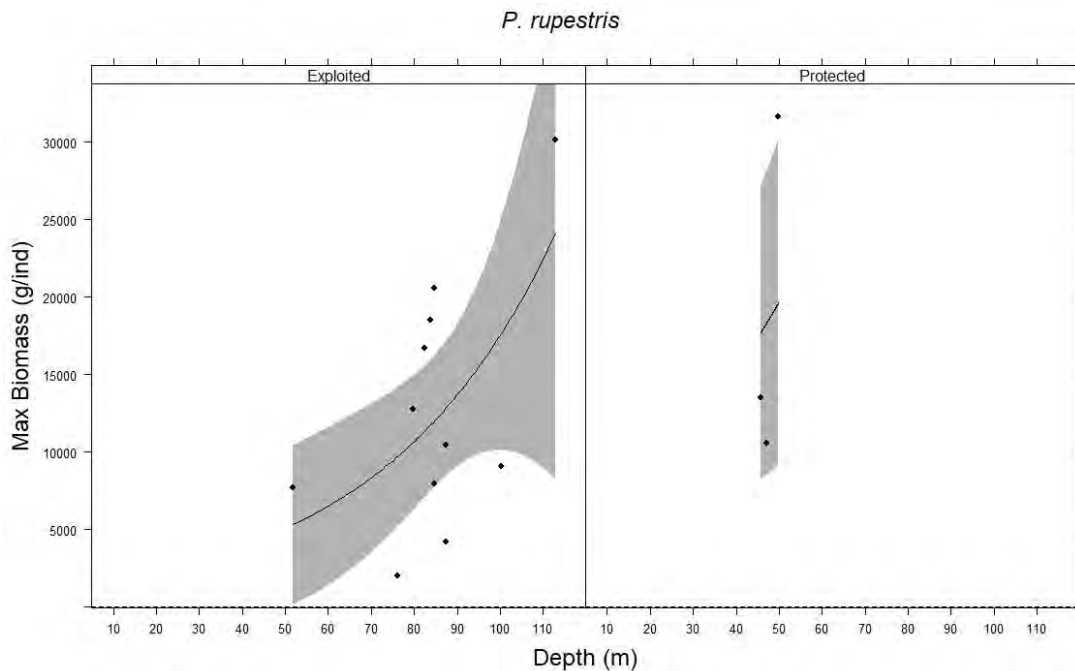 P. rupestris
Exploited Protected
30000
25000
20000
15000
10000
5000
10 20 30 40 50 60 70 80 90 100 110 10 20 30 40 50 60 70 80 90 100 110
Max Biomass (g/ind)
Depth (m)